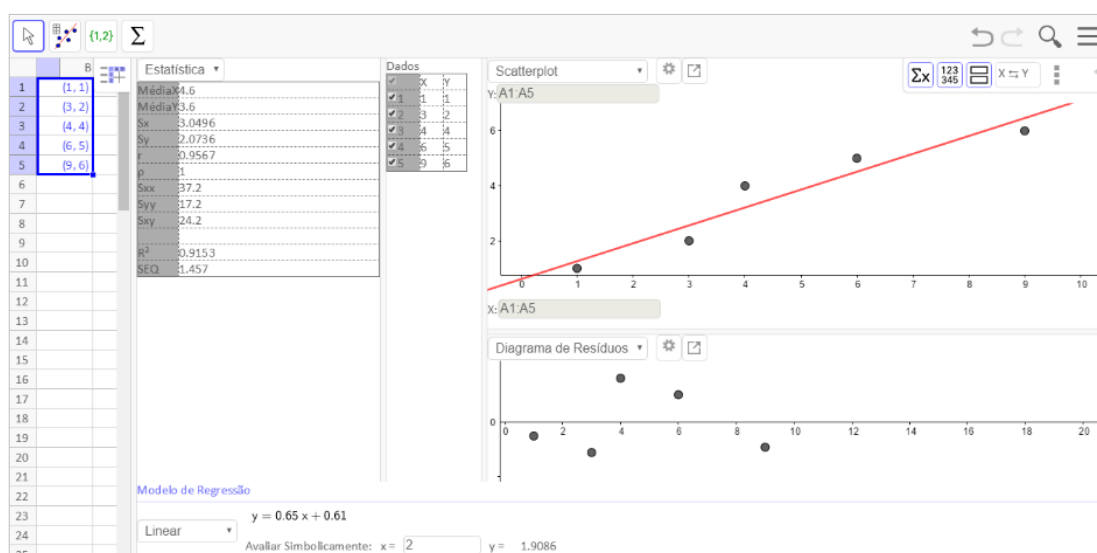 {1,2} Σ
B Estatística Dados Scatterplot Σx 123 345 X ⇆ Y
1 (1, 1)
2 (3, 2)
3 (4, 4)
4 (6, 5)
5 (9, 6)
6
7
8
9
10
11
12
13
14
15
16
17
18
19
20
21
22
23
24
MédiaX 4.6
MédiaY 3.6
Sx 3.0496
Sy 2.0736
r 0.9567
ρ 1
Sxx 37.2
Syy 17.2
Sxy 24.2
R² 0.9153
SEQ 1.457
X Y
1 1 1
2 3 2
3 4 4
4 6 5
5 9 6
Y: A1:A5
6
4
2
0 1 2 3 4 5 6 7 8 9 10
X: A1:A5
Diagrama de Resíduos
0
0 2 4 6 8 10 12 14 16 18 20
Modelo de Regressão
Linear
y = 0.65 x + 0.61
Avaliar Simbolicamente: x = 2 y = 1.9086